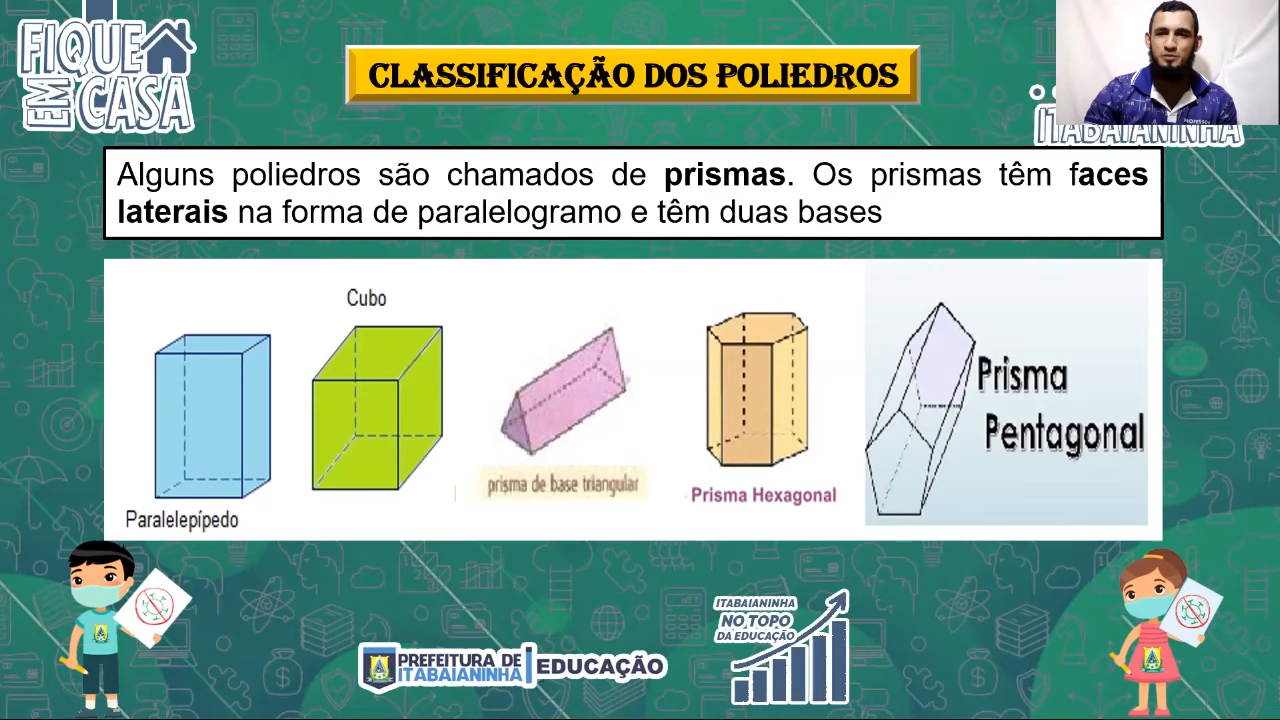 FIQUE
EM
CASA
CLASSIFICAÇÃO DOS POLIEDROS
PROFESSOR
ITABAIANINHA
Alguns poliedros são chamados de prismas. Os prismas têm faces
laterais na forma de paralelogramo e têm duas bases
Cubo
Paralelepípedo
prisma de base triangular
Prisma Hexagonal
Prisma
Pentagonal
PREFEITURA DE
ITABAIANINHA
EDUCAÇÃO
ITABAIANINHA
NO TOPO
DA EDUCAÇÃO